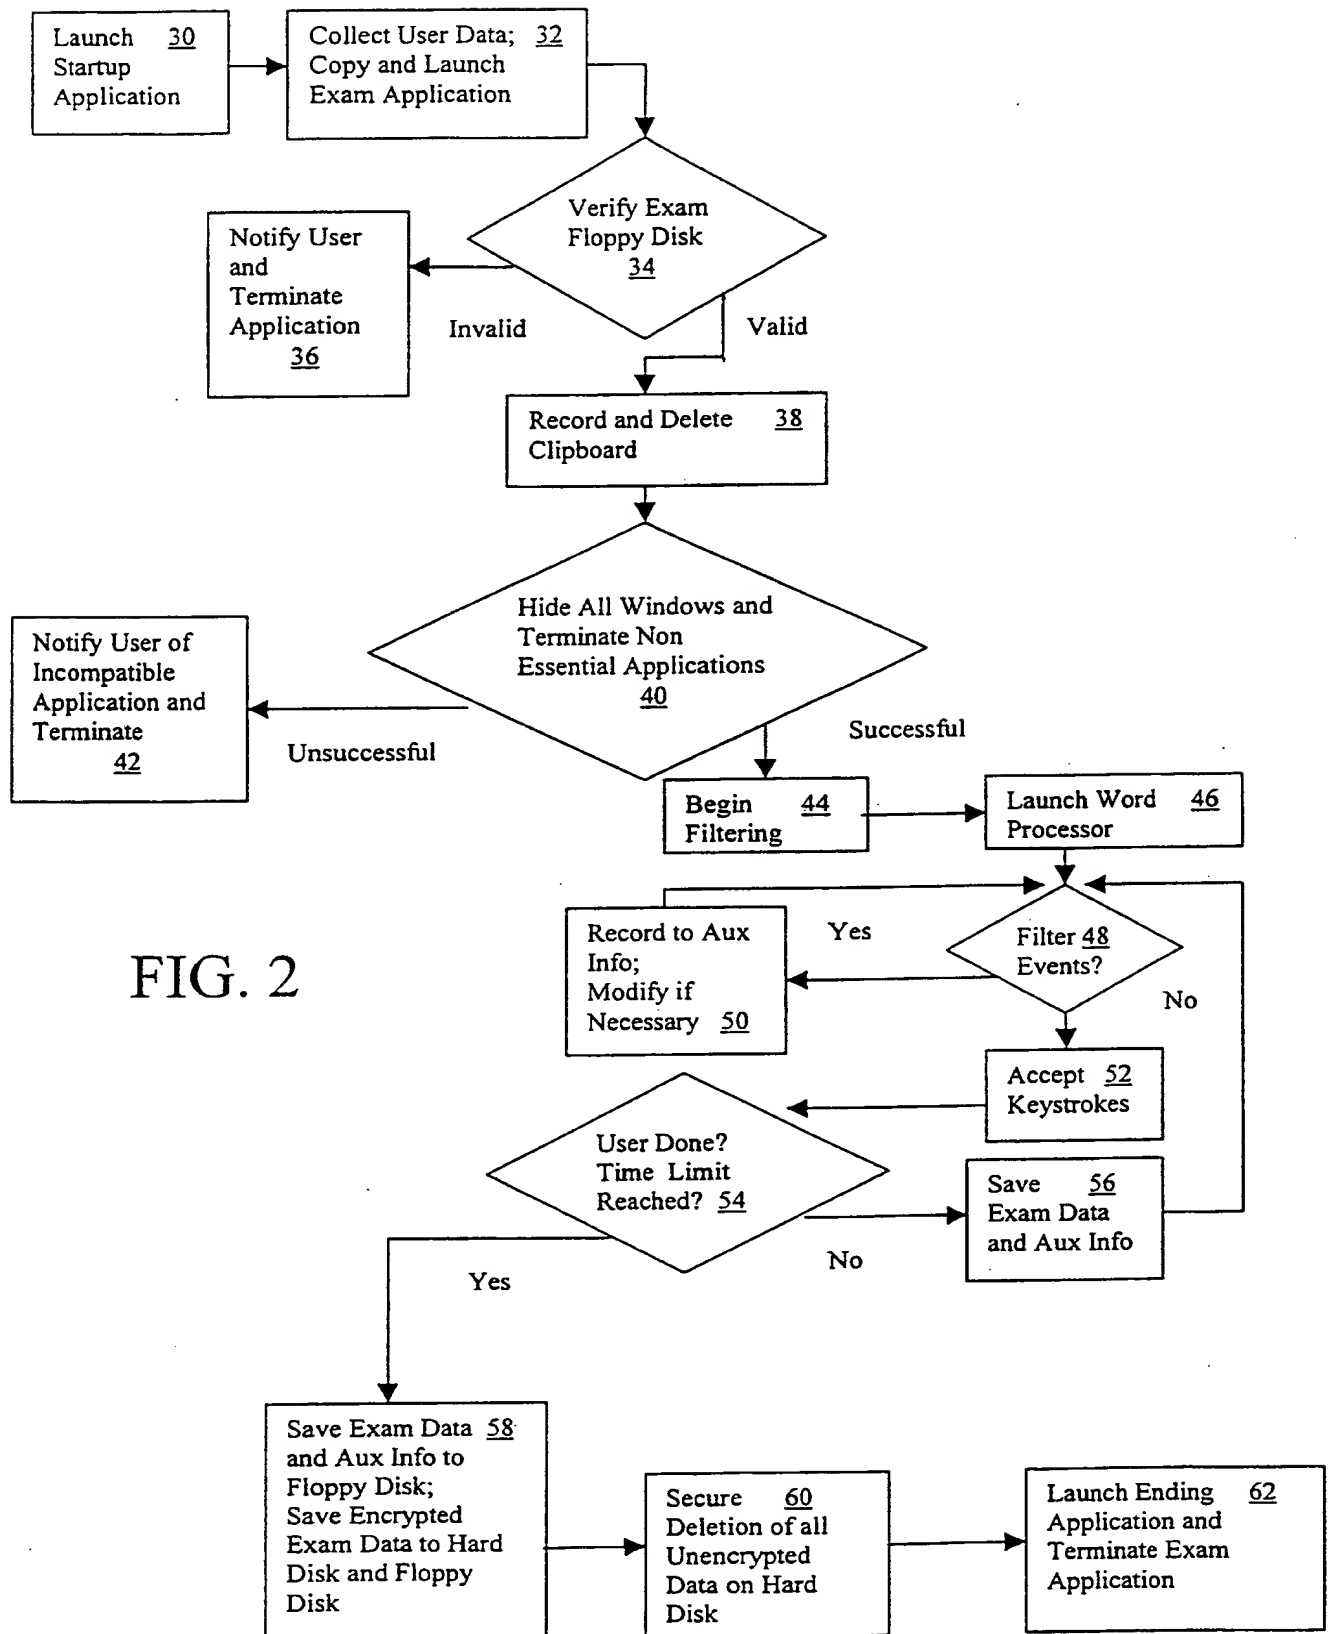 Launch 30
Startup
Application
Collect User Data; 32
Copy and Launch
Exam Application
Verify Exam
Floppy Disk
34
Notify User
and
Terminate
Application
36
Invalid
Valid
Record and Delete 38
Clipboard
Hide All Windows and
Terminate Non
Essential Applications
40
Notify User of
Incompatible
Application and
Terminate
42
Unsuccessful
Successful
Begin 44
Filtering
Launch Word 46
Processor
Filter 48
Events?
Yes
No
Record to Aux
Info;
Modify if
Necessary 50
FIG. 2
Accept 52
Keystrokes
User Done?
Time Limit
Reached? 54
Save 56
Exam Data
and Aux Info
No
Yes
Save Exam Data 58
and Aux Info to
Floppy Disk;
Save Encrypted
Exam Data to Hard
Disk and Floppy
Disk
Secure 60
Deletion of all
Unencrypted
Data on Hard
Disk
Launch Ending 62
Application and
Terminate Exam
Application